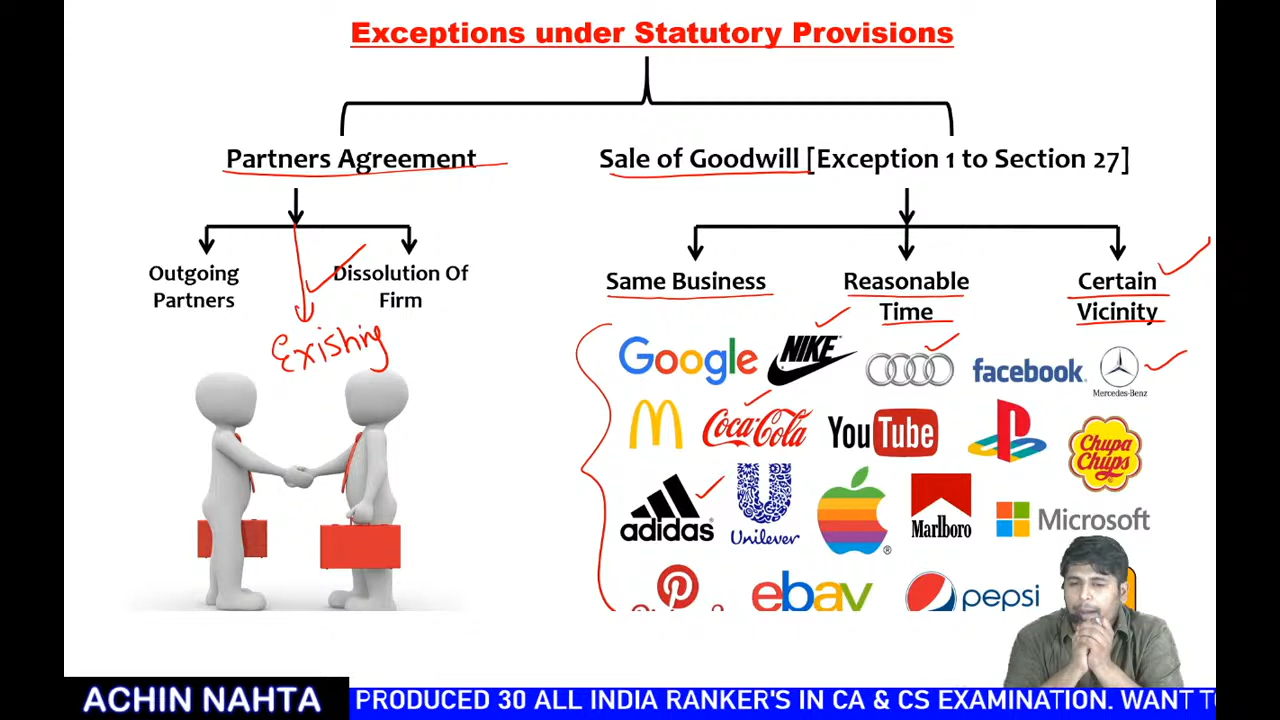 Exceptions under Statutory Provisions
Partners Agreement
Sale of Goodwill [Exception 1 to Section 27]
Outgoing
Partners
Dissolution Of
Firm
Same Business
Reasonable
Time
Certain
Vicinity
Existing
Google
NIKE
facebook
Mercedes-Benz
Coca-Cola
YouTube
Chupa
Chups
adidas
Unilever
Marlboro
Microsoft
ebay
pepsi
ACHIN NAHTA
PRODUCED 30 ALL INDIA RANKER'S IN CA & CS EXAMINATION. WANT